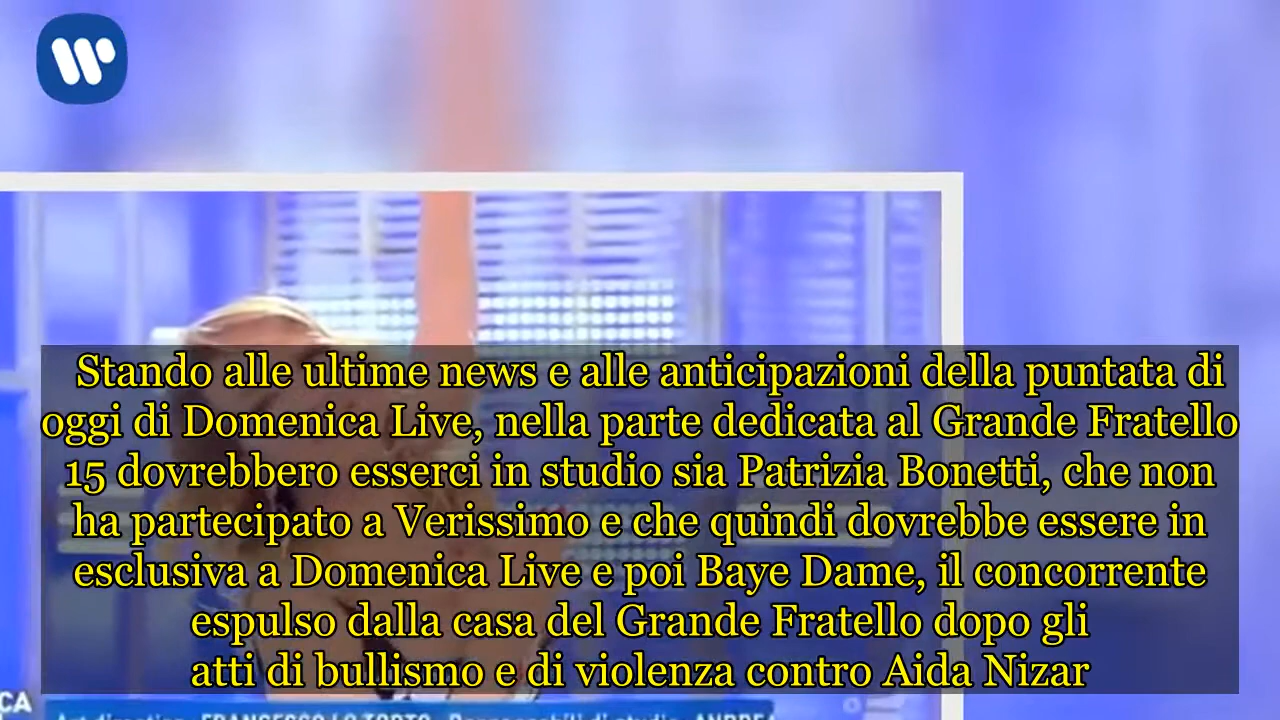 Stando alle ultime news e alle anticipazioni della puntata di
oggi di Domenica Live, nella parte dedicata al Grande Fratello
15 dovrebbero esserci in studio sia Patrizia Bonetti, che non
ha partecipato a Verissimo e che quindi dovrebbe essere in
esclusiva a Domenica Live e poi Baye Dame, il concorrente
espulso dalla casa del Grande Fratello dopo gli
atti di bullismo e di violenza contro Aida Nizar
CA